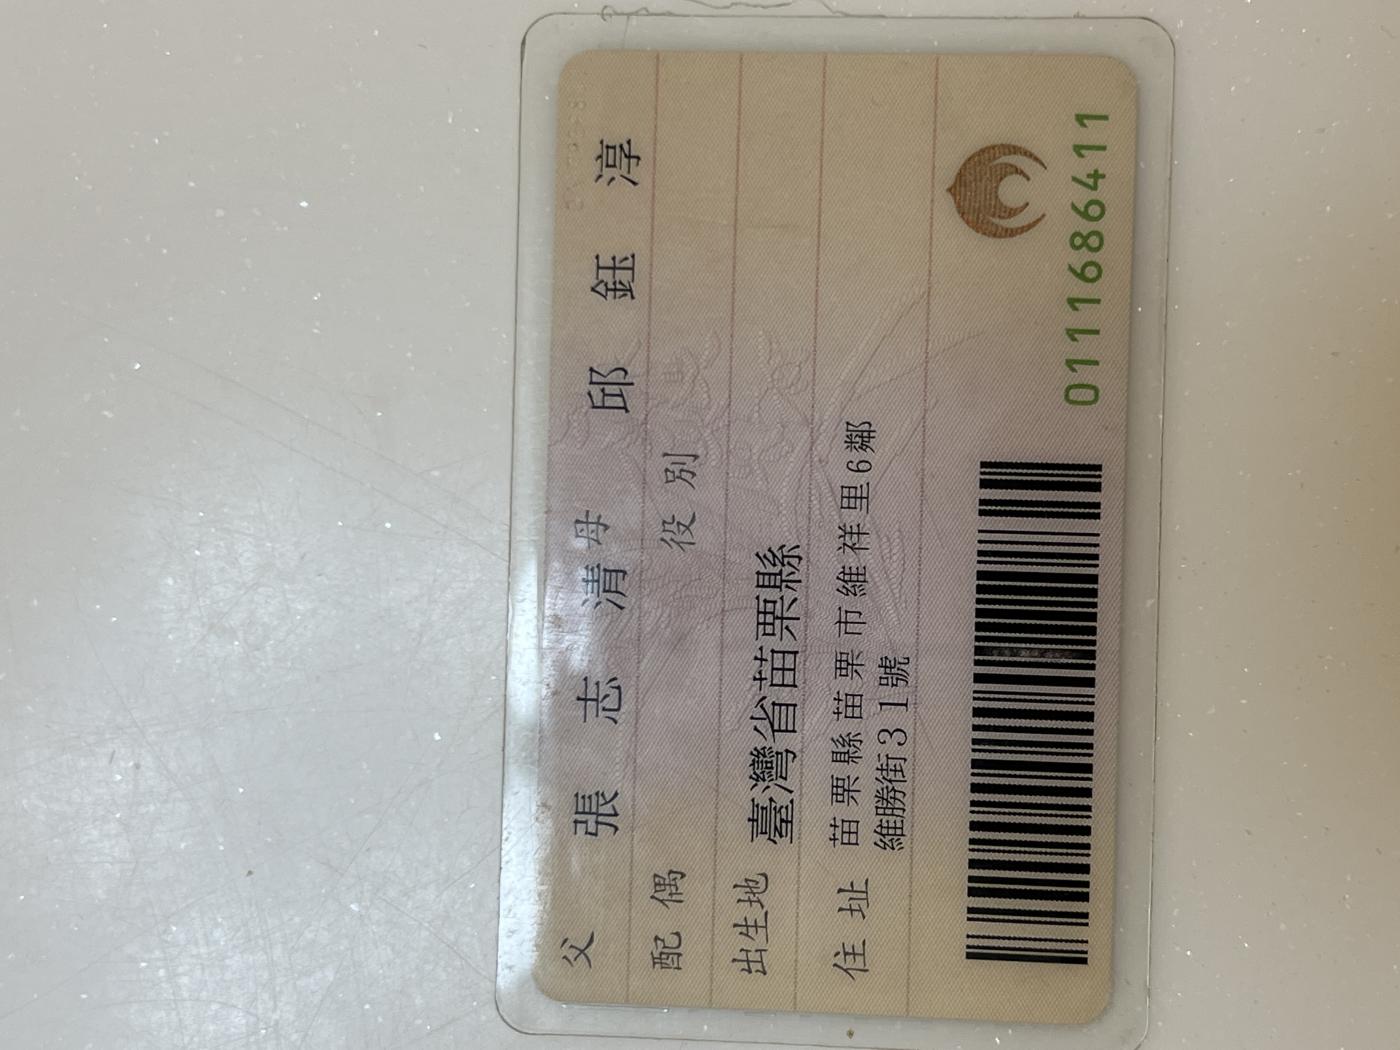 父 張志清 母 邱鈺淳
配偶 役別
出生地 臺灣省苗栗縣
住址 苗栗縣苗栗市維祥里6鄰
維勝街31號
0111686411